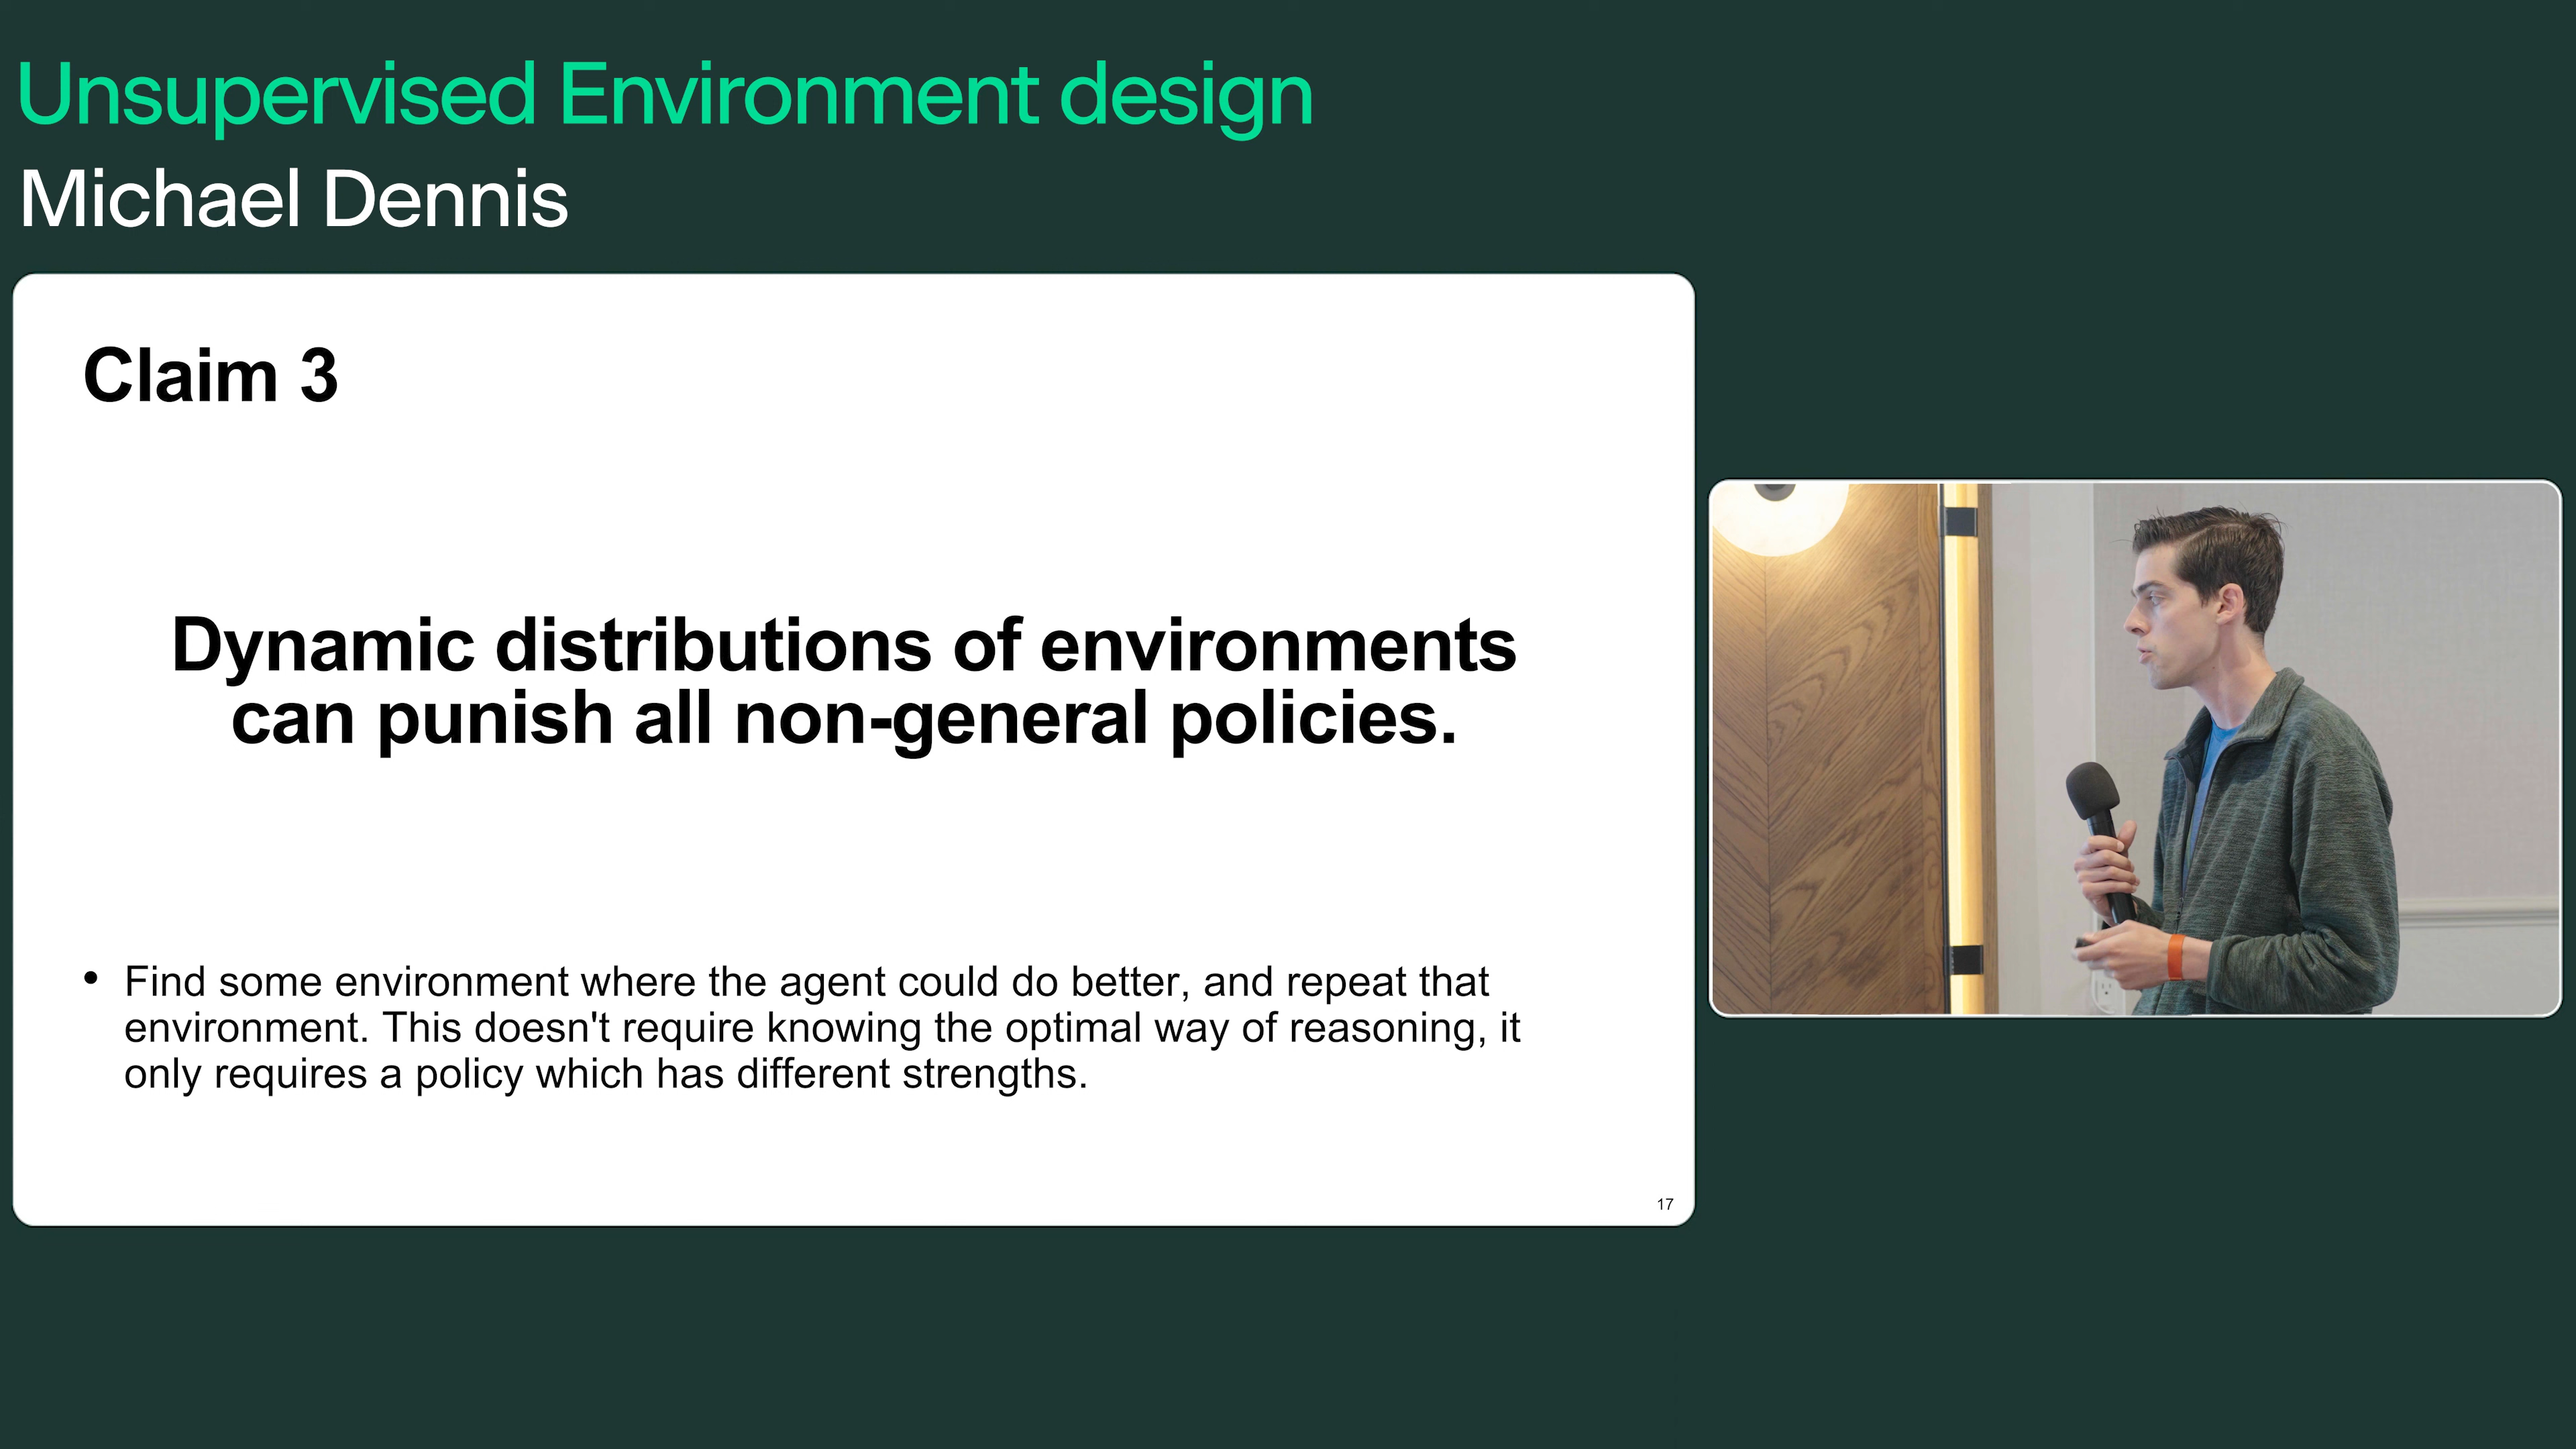 Unsupervised Environment design
Michael Dennis
Claim 3
Dynamic distributions of environments
can punish all non-general policies.
• Find some environment where the agent could do better, and repeat that
environment. This doesn't require knowing the optimal way of reasoning, it
only requires a policy which has different strengths.
17